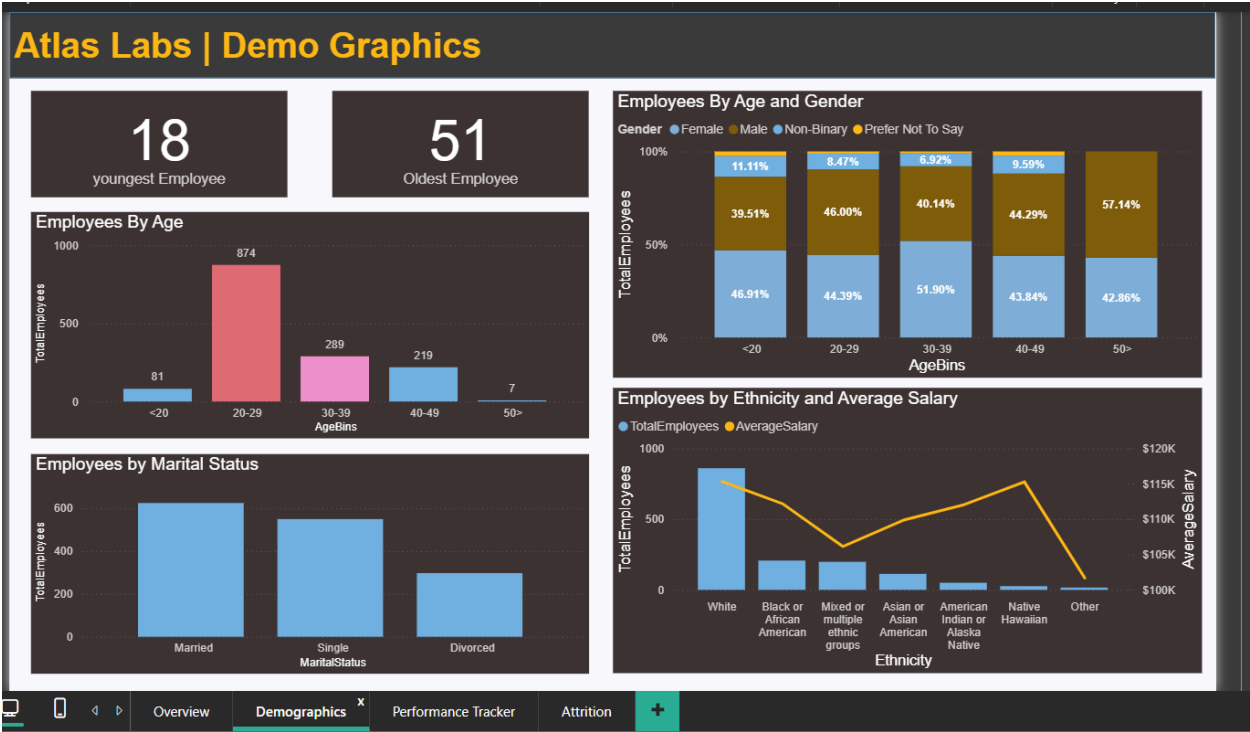 Atlas Labs | Demo Graphics
18
youngest Employee
51
Oldest Employee
Employees By Age
TotalEmployees
1000
500
0
81
874
289
219
7
<20
20-29
30-39
40-49
50>
AgeBins
Employees by Marital Status
TotalEmployees
600
400
200
0
Married
Single
Divorced
MaritalStatus
Employees By Age and Gender
Gender Female Male Non-Binary Prefer Not To Say
TotalEmployees
100%
50%
0%
11.11%
8.47%
6.92%
9.59%
39.51%
46.00%
40.14%
44.29%
57.14%
46.91%
44.39%
51.90%
43.84%
42.86%
<20
20-29
30-39
40-49
50>
AgeBins
Employees by Ethnicity and Average Salary
TotalEmployees AverageSalary
TotalEmployees
1000
500
0
$120K
$115K
$110K
$105K
$100K
AverageSalary
White
Black or
African
American
Mixed or
multiple
ethnic
groups
Asian or
Asian
American
American
Indian or
Alaska
Native
Native
Hawaiian
Other
Ethnicity
Overview
Demographics
x
Performance Tracker
Attrition
+